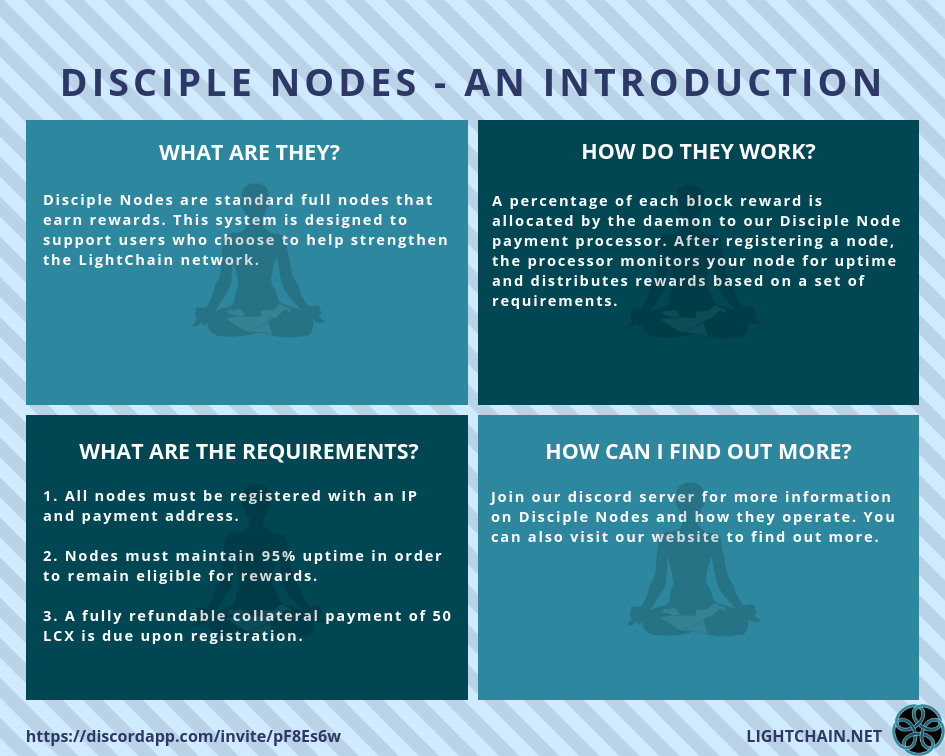 DISCIPLE NODES - AN INTRODUCTION
WHAT ARE THEY?
Disciple Nodes are standard full nodes that
earn rewards. This system is designed to
support users who choose to help strengthen
the LightChain network.
HOW DO THEY WORK?
A percentage of each block reward is
allocated by the daemon to our Disciple Node
payment processor. After registering a node,
the processor monitors your node for uptime
and distributes rewards based on a set of
requirements.
WHAT ARE THE REQUIREMENTS?
1. All nodes must be registered with an IP
and payment address.
2. Nodes must maintain 95% uptime in order
to remain eligible for rewards.
3. A fully refundable collateral payment of 50
LCX is due upon registration.
HOW CAN I FIND OUT MORE?
Join our discord server for more information
on Disciple Nodes and how they operate. You
can also visit our website to find out more.
https://discordapp.com/invite/pF8Es6w
LIGHTCHAIN.NET